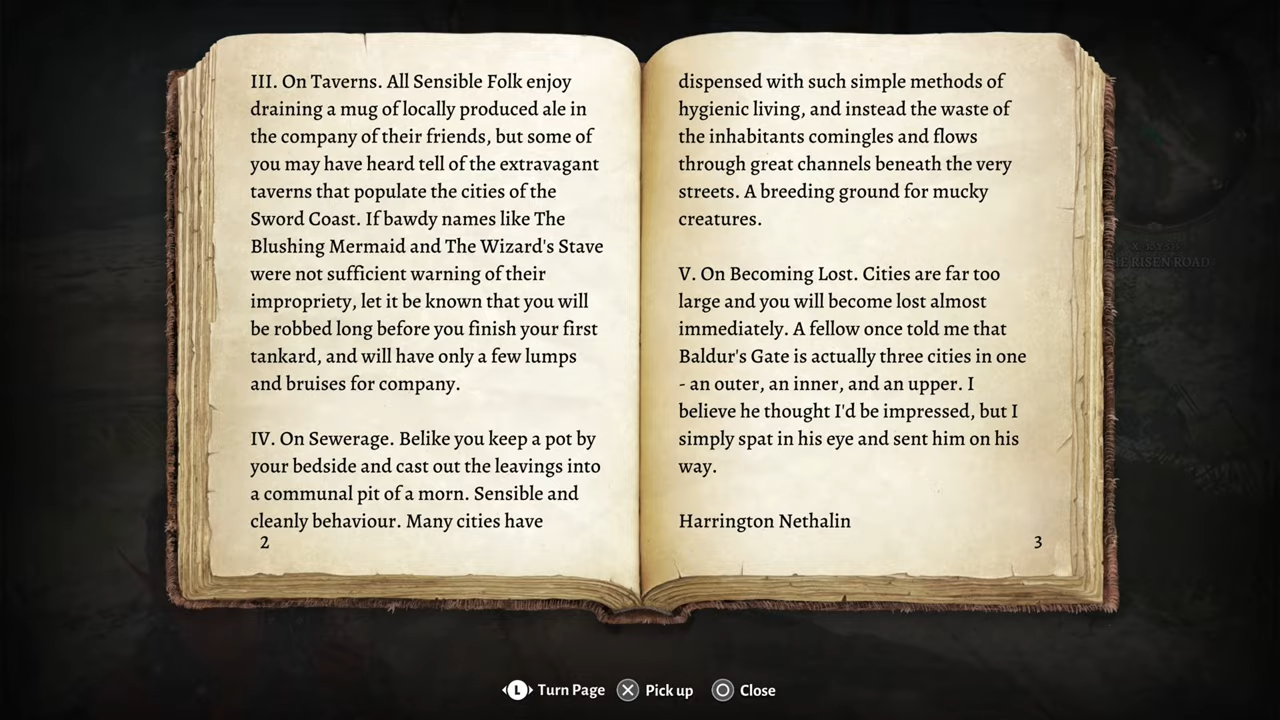 III. On Taverns. All Sensible Folk enjoy
draining a mug of locally produced ale in
the company of their friends, but some of
you may have heard tell of the extravagant
taverns that populate the cities of the
Sword Coast. If bawdy names like The
Blushing Mermaid and The Wizard's Stave
were not sufficient warning of their
impropriety, let it be known that you will
be robbed long before you finish your first
tankard, and will have only a few lumps
and bruises for company.
IV. On Sewerage. Belike you keep a pot by
your bedside and cast out the leavings into
a communal pit of a morn. Sensible and
cleanly behaviour. Many cities have
2
dispensed with such simple methods of
hygienic living, and instead the waste of
the inhabitants comingles and flows
through great channels beneath the very
streets. A breeding ground for mucky
creatures.
V. On Becoming Lost. Cities are far too
large and you will become lost almost
immediately. A fellow once told me that
Baldur's Gate is actually three cities in one
- an outer, an inner, and an upper. I
believe he thought I'd be impressed, but I
simply spat in his eye and sent him on his
way.
Harrington Nethalin
3
RISEN ROAD
L Turn Page Pick up Close